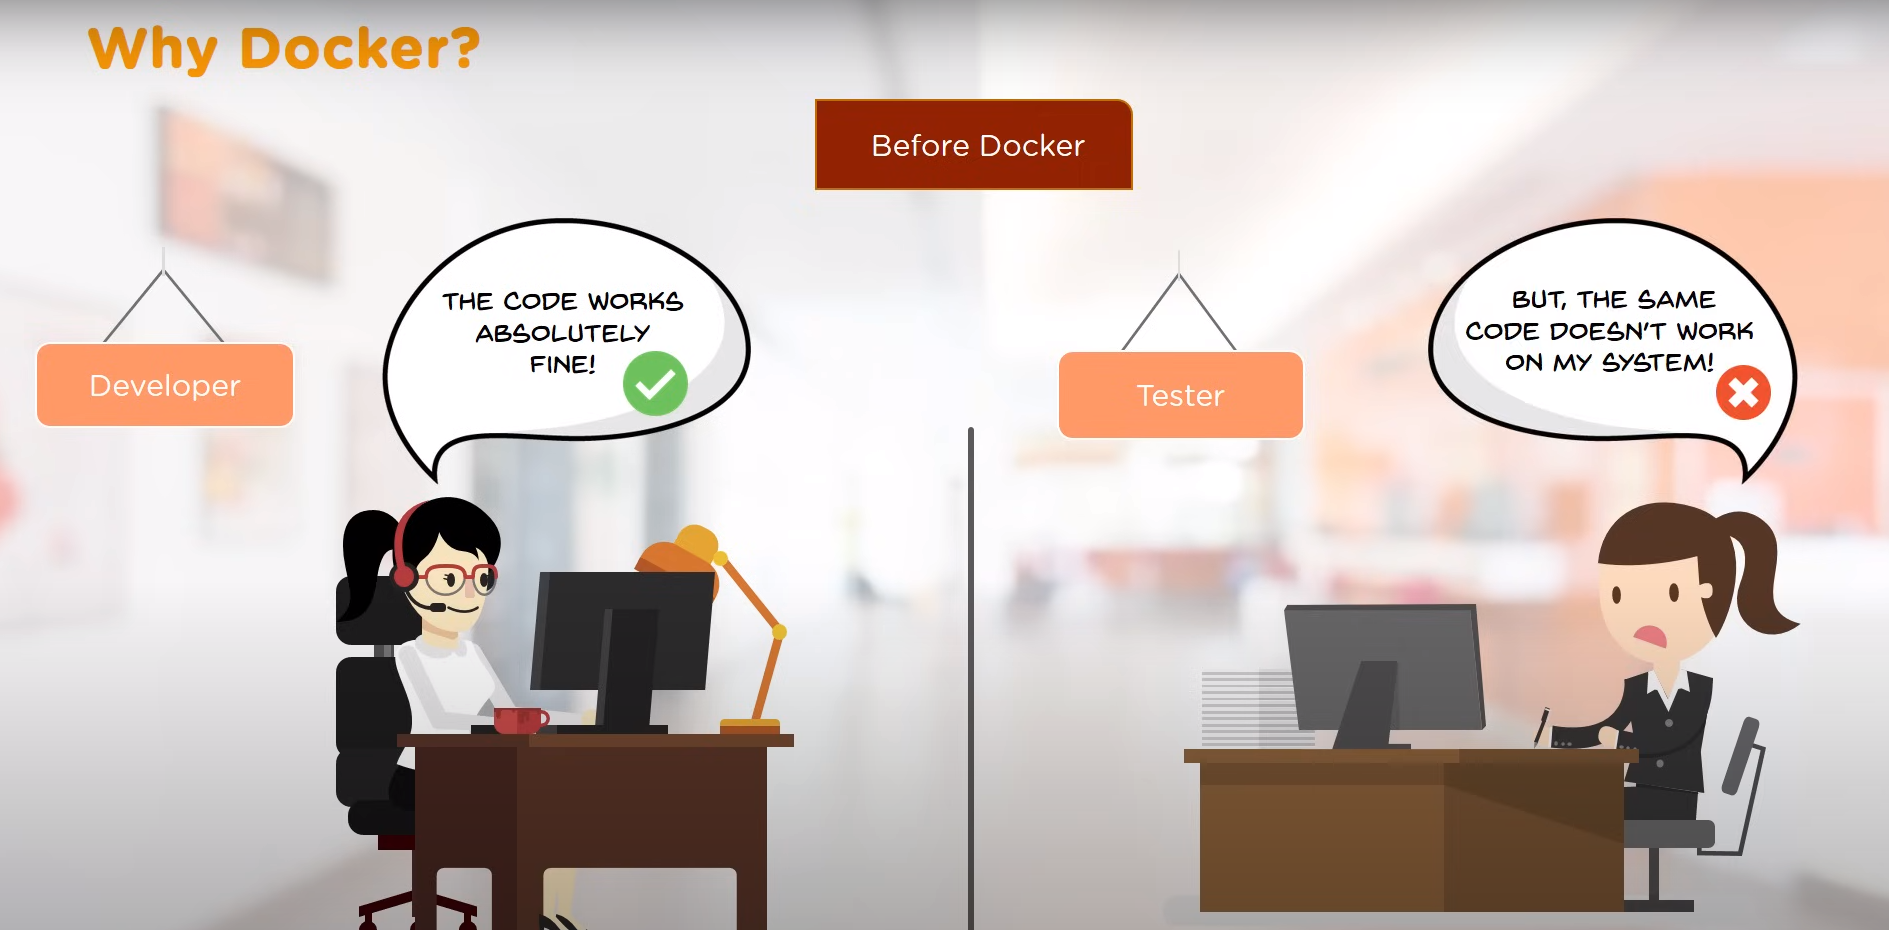 Why Docker?
Before Docker
Developer
THE CODE WORKS
ABSOLUTELY
FINE!
Tester
BUT, THE SAME
CODE DOESN'T WORK
ON MY SYSTEM!